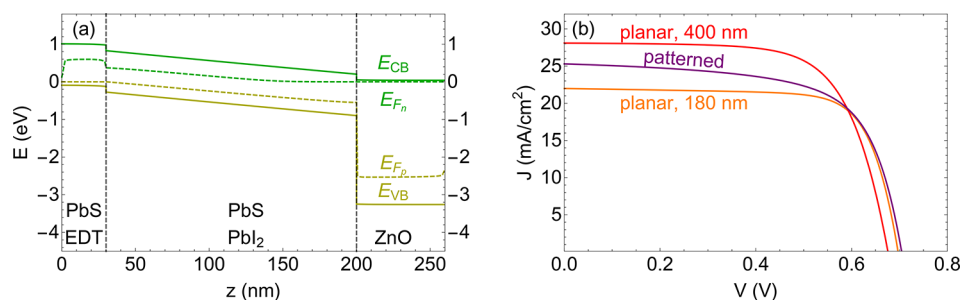 (a)
1
0
−1
−2
−3
−4
E (eV)
E_CB
E_Fn
E_Fp
E_VB
PbS
EDT
PbS
PbI₂
ZnO
1
0
−1
−2
−3
−4
0
50
100
150
200
250
z (nm)
(b)
30
25
20
15
10
5
0
J (mA/cm²)
planar, 400 nm
patterned
planar, 180 nm
0.0
0.2
0.4
0.6
0.8
V (V)